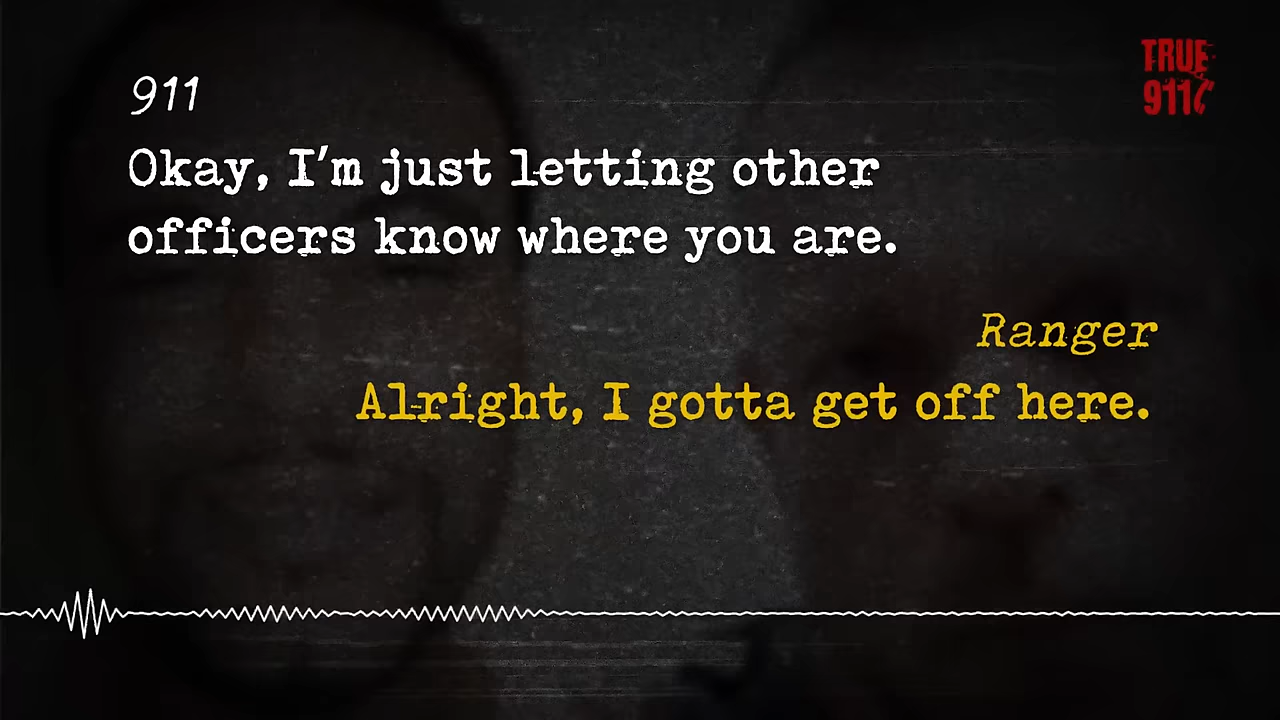 911
TRUE
911
Okay, I'm just letting other
officers know where you are.
Ranger
Alright, I gotta get off here.